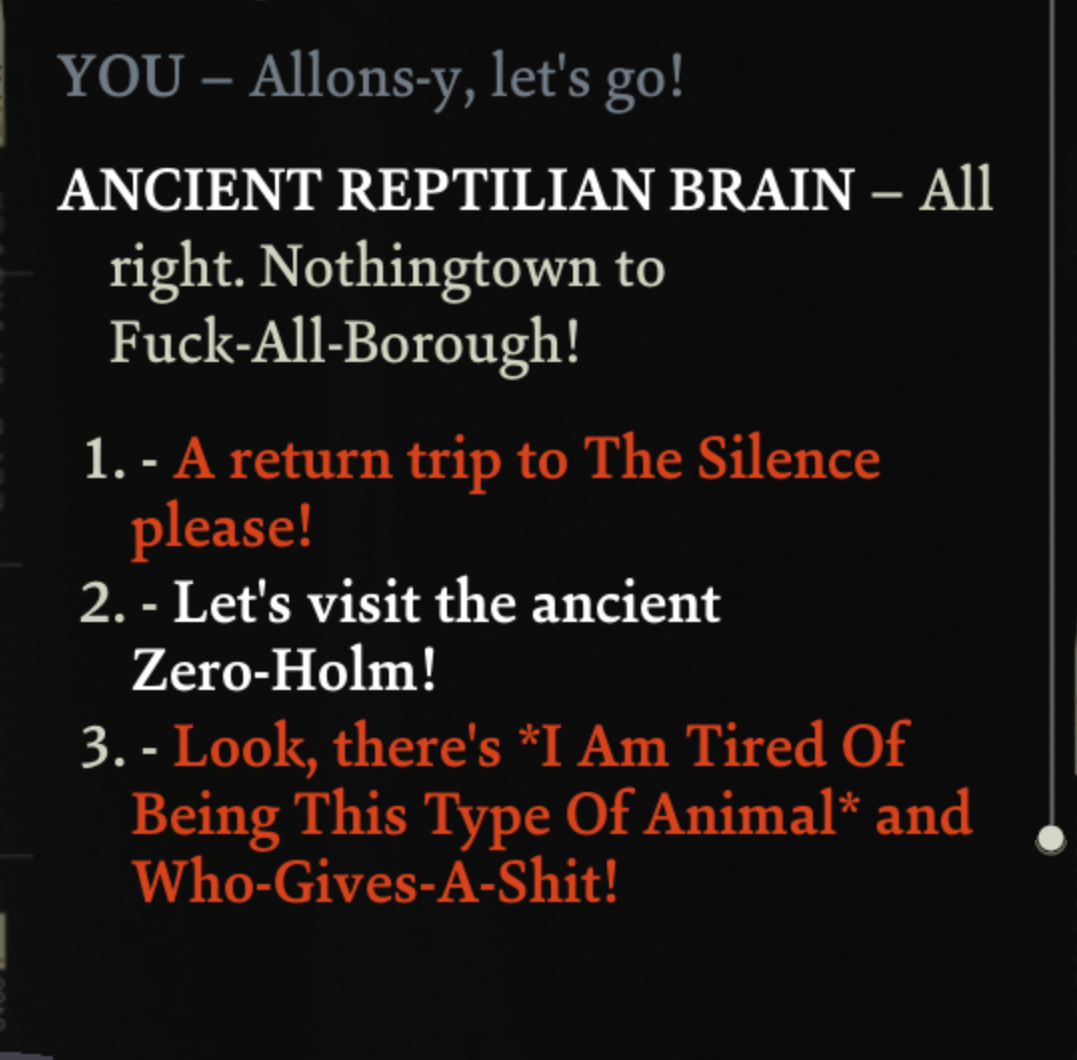 YOU – Allons-y, let's go!
ANCIENT REPTILIAN BRAIN – All
right. Nothingtown to
Fuck-All-Borough!
1. - A return trip to The Silence
please!
2. - Let's visit the ancient
Zero-Holm!
3. - Look, there's *I Am Tired Of
Being This Type Of Animal* and
Who-Gives-A-Shit!